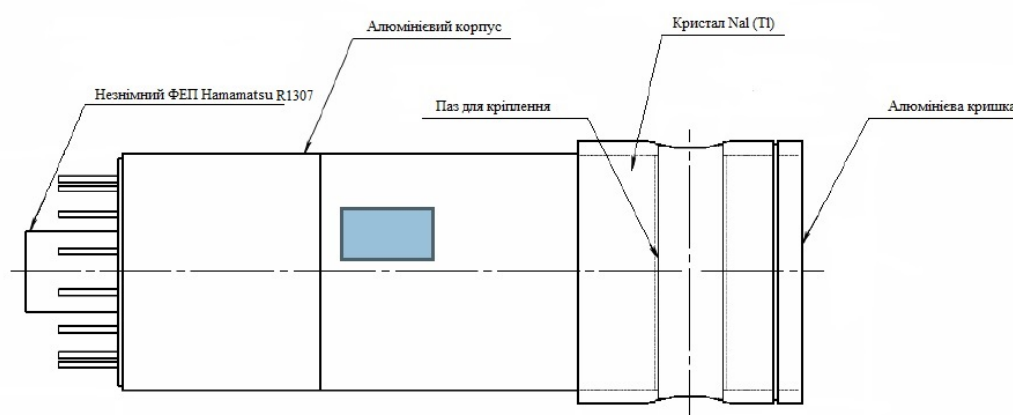 Алюмінієвий корпус
Кристал NaI (Tl)
Незнімний ФЕП Hamamatsu R1307
Паз для кріплення
Алюмінієва кришка